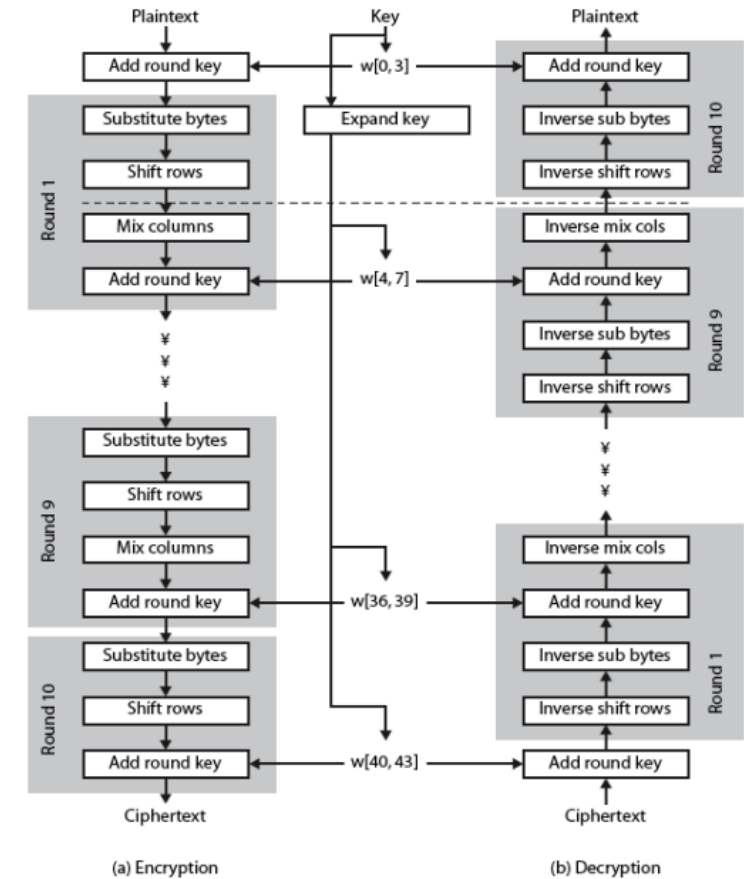 Plaintext
Key
Plaintext
Add round key
w[0, 3]
Add round key
Substitute bytes
Expand key
Inverse sub bytes
Round 10
Shift rows
Inverse shift rows
Round 1
Mix columns
Inverse mix cols
Add round key
w[4, 7]
Add round key
Round 9
¥
Inverse sub bytes
¥
¥
Inverse shift rows
Substitute bytes
¥
¥
¥
Shift rows
Round 9
Mix columns
Inverse mix cols
Add round key
w[36, 39]
Add round key
Substitute bytes
Inverse sub bytes
Round 1
Round 10
Shift rows
Inverse shift rows
Add round key
w[40, 43]
Add round key
Ciphertext
Ciphertext
(a) Encryption
(b) Decryption